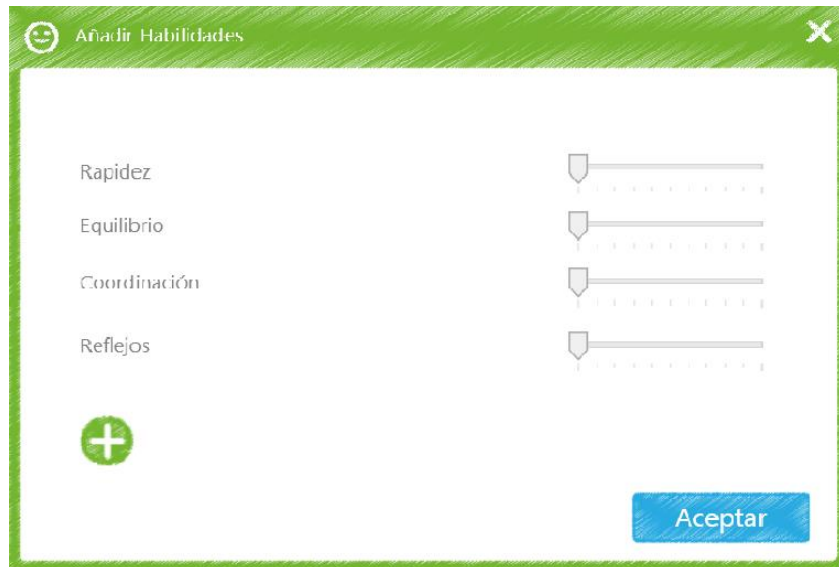 Añadir Habilidades
Rapidez
Equilibrio
Coordinación
Reflejos
Aceptar